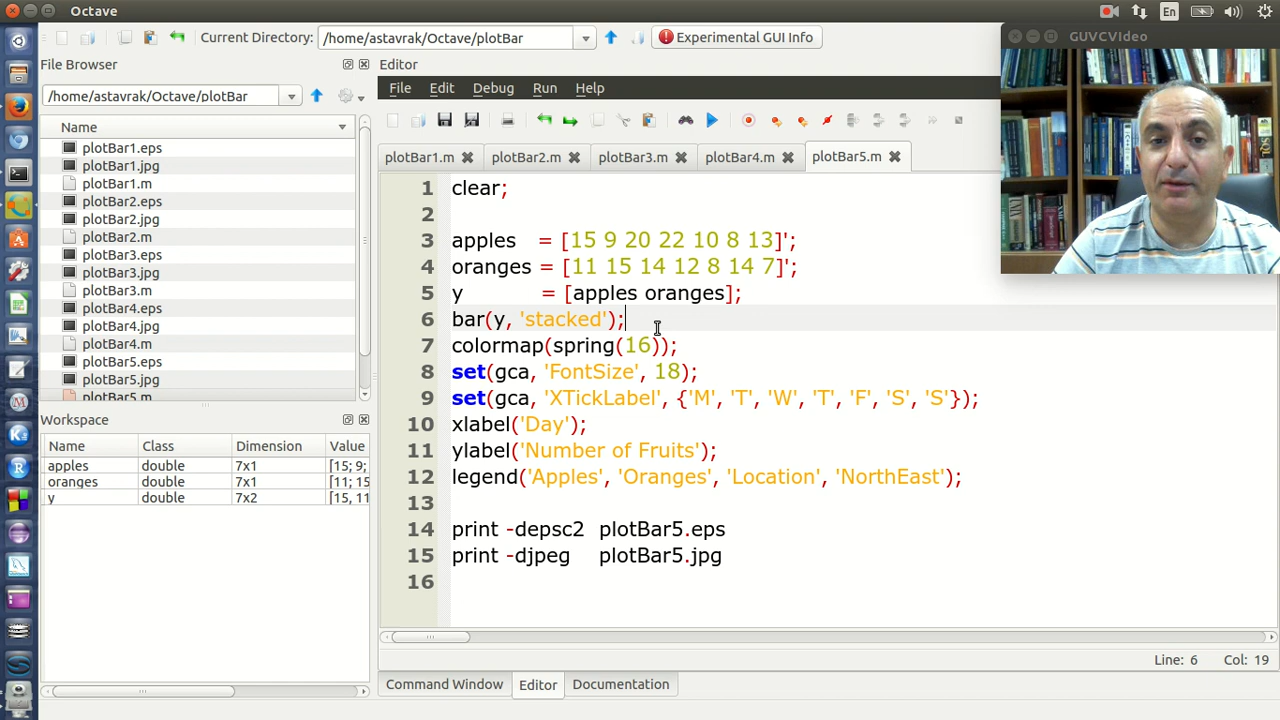 Octave
En
Current Directory: /home/astavrak/Octave/plotBar Experimental GUI Info
GUVCVIdeo
File Browser
Editor
/home/astavrak/Octave/plotBar
File Edit Debug Run Help
Name
plotBar1.eps
plotBar1.jpg
plotBar1.m
plotBar2.eps
plotBar2.jpg
plotBar2.m
plotBar3.eps
plotBar3.jpg
plotBar3.m
plotBar4.eps
plotBar4.jpg
plotBar4.m
plotBar5.eps
plotBar5.jpg
plotBar5.m
plotBar1.m plotBar2.m plotBar3.m plotBar4.m plotBar5.m
1 clear;
2
3 apples = [15 9 20 22 10 8 13]';
4 oranges = [11 15 14 12 8 14 7]';
5 y = [apples oranges];
6 bar(y, 'stacked');
7 colormap(spring(16));
8 set(gca, 'FontSize', 18);
9 set(gca, 'XTickLabel', {'M', 'T', 'W', 'T', 'F', 'S', 'S'});
10 xlabel('Day');
11 ylabel('Number of Fruits');
12 legend('Apples', 'Oranges', 'Location', 'NorthEast');
13
14 print -depsc2 plotBar5.eps
15 print -djpeg plotBar5.jpg
16
Workspace
Name Class Dimension Value
apples double 7x1 [15; 9;
oranges double 7x1 [11; 15
y double 7x2 [15, 11
Line: 6 Col: 19
Command Window Editor Documentation